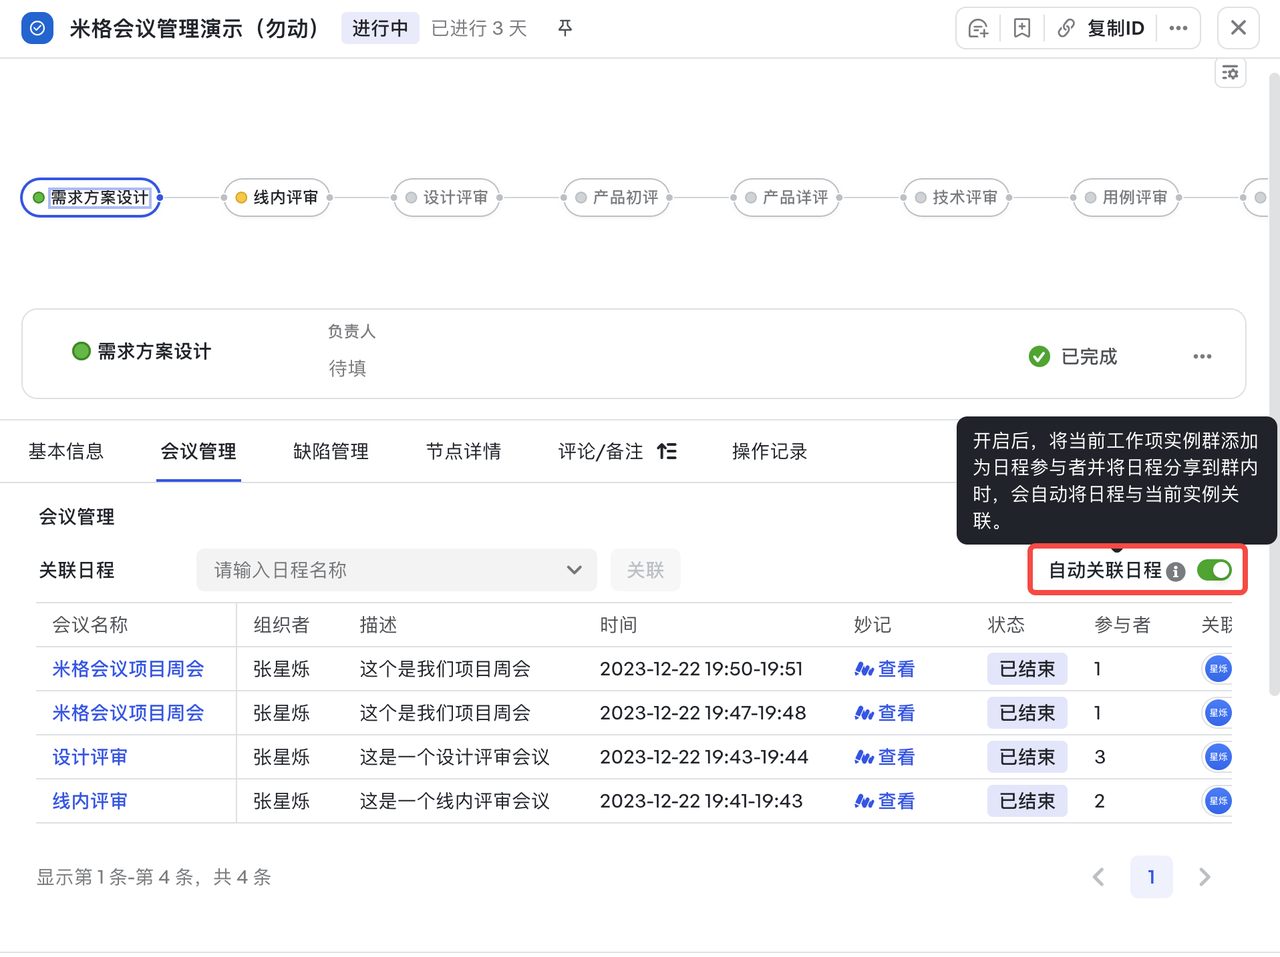 米格会议管理演示（勿动） 进行中 已进行 3 天 复制ID
需求方案设计 线内评审 设计评审 产品初评 产品详评 技术评审 用例评审
需求方案设计 负责人 待填 已完成
基本信息 会议管理 缺陷管理 节点详情 评论/备注 操作记录
开启后，将当前工作项实例群添加
为日程参与者并将日程分享到群内
时，会自动将日程与当前实例关
联。
会议管理
关联日程 请输入日程名称 关联 自动关联日程
会议名称 组织者 描述 时间 妙记 状态 参与者 关联
米格会议项目周会 张星烁 这个是我们项目周会 2023-12-22 19:50-19:51 查看 已结束 1 星烁
米格会议项目周会 张星烁 这个是我们项目周会 2023-12-22 19:47-19:48 查看 已结束 1 星烁
设计评审 张星烁 这是一个设计评审会议 2023-12-22 19:43-19:44 查看 已结束 3 星烁
线内评审 张星烁 这是一个线内评审会议 2023-12-22 19:41-19:43 查看 已结束 2 星烁
显示第 1 条-第 4 条，共 4 条 1